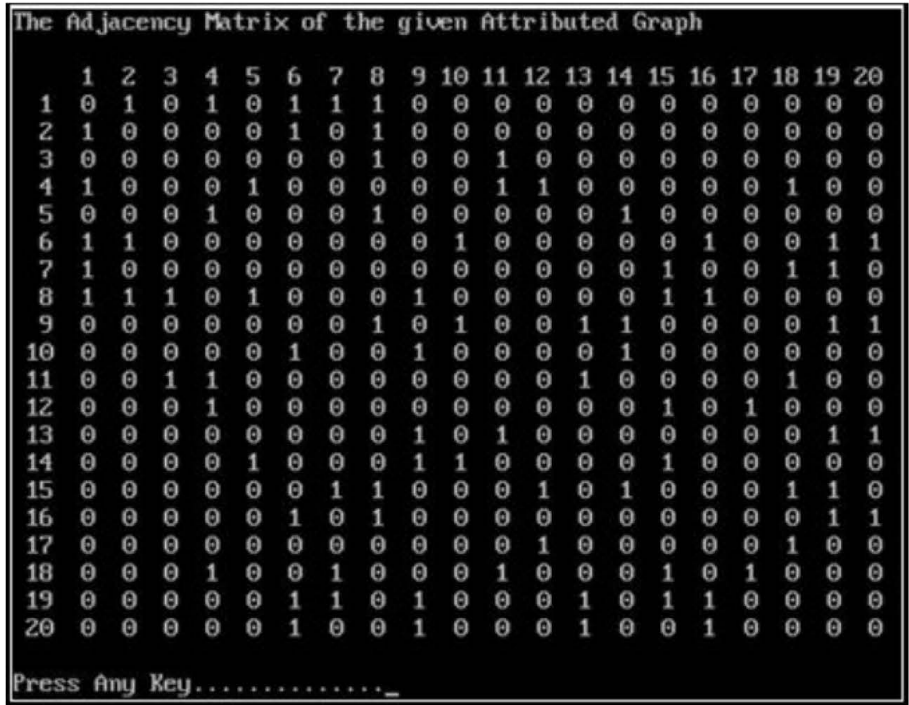 The Adjacency Matrix of the given Attributed Graph
1 2 3 4 5 6 7 8 9 10 11 12 13 14 15 16 17 18 19 20
1 0 1 0 1 0 1 1 1 0 0 0 0 0 0 0 0 0 0 0 0
2 1 0 0 0 0 1 0 1 0 0 0 0 0 0 0 0 0 0 0 0
3 0 0 0 0 0 0 0 1 0 0 1 0 0 0 0 0 0 0 0 0
4 1 0 0 0 1 0 0 0 0 0 1 1 0 0 0 0 0 1 0 0
5 0 0 0 1 0 0 0 1 0 0 0 0 0 1 0 0 0 0 0 0
6 1 1 0 0 0 0 0 0 0 1 0 0 0 0 0 1 0 0 1 1
7 1 0 0 0 0 0 0 0 0 0 0 0 0 0 1 0 0 1 1 0
8 1 1 1 0 1 0 0 0 1 0 0 0 0 0 1 1 0 0 0 0
9 0 0 0 0 0 0 0 1 0 1 0 0 1 1 0 0 0 0 1 1
10 0 0 0 0 0 1 0 0 1 0 0 0 0 1 0 0 0 0 0 0
11 0 0 1 1 0 0 0 0 0 0 0 0 1 0 0 0 0 1 0 0
12 0 0 0 1 0 0 0 0 0 0 0 0 0 0 1 0 1 0 0 0
13 0 0 0 0 0 0 0 0 1 0 1 0 0 0 0 0 0 0 1 1
14 0 0 0 0 1 0 0 0 1 1 0 0 0 0 1 0 0 0 0 0
15 0 0 0 0 0 0 1 1 0 0 0 1 0 1 0 0 0 1 1 0
16 0 0 0 0 0 1 0 1 0 0 0 0 0 0 0 0 0 0 1 1
17 0 0 0 0 0 0 0 0 0 0 0 1 0 0 0 0 0 1 0 0
18 0 0 0 1 0 0 1 0 0 0 1 0 0 0 1 0 1 0 0 0
19 0 0 0 0 0 1 1 0 1 0 0 0 1 0 1 1 0 0 0 0
20 0 0 0 0 0 1 0 0 1 0 0 0 1 0 0 1 0 0 0 0
Press Any Key.............._